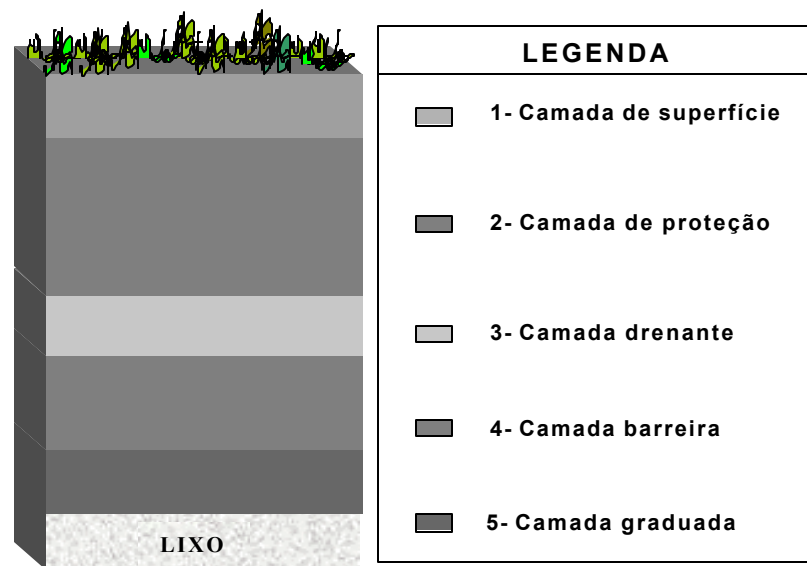 LEGENDA
1- Camada de superfície
2- Camada de proteção
3- Camada drenante
4- Camada barreira
5- Camada graduada
LIXO